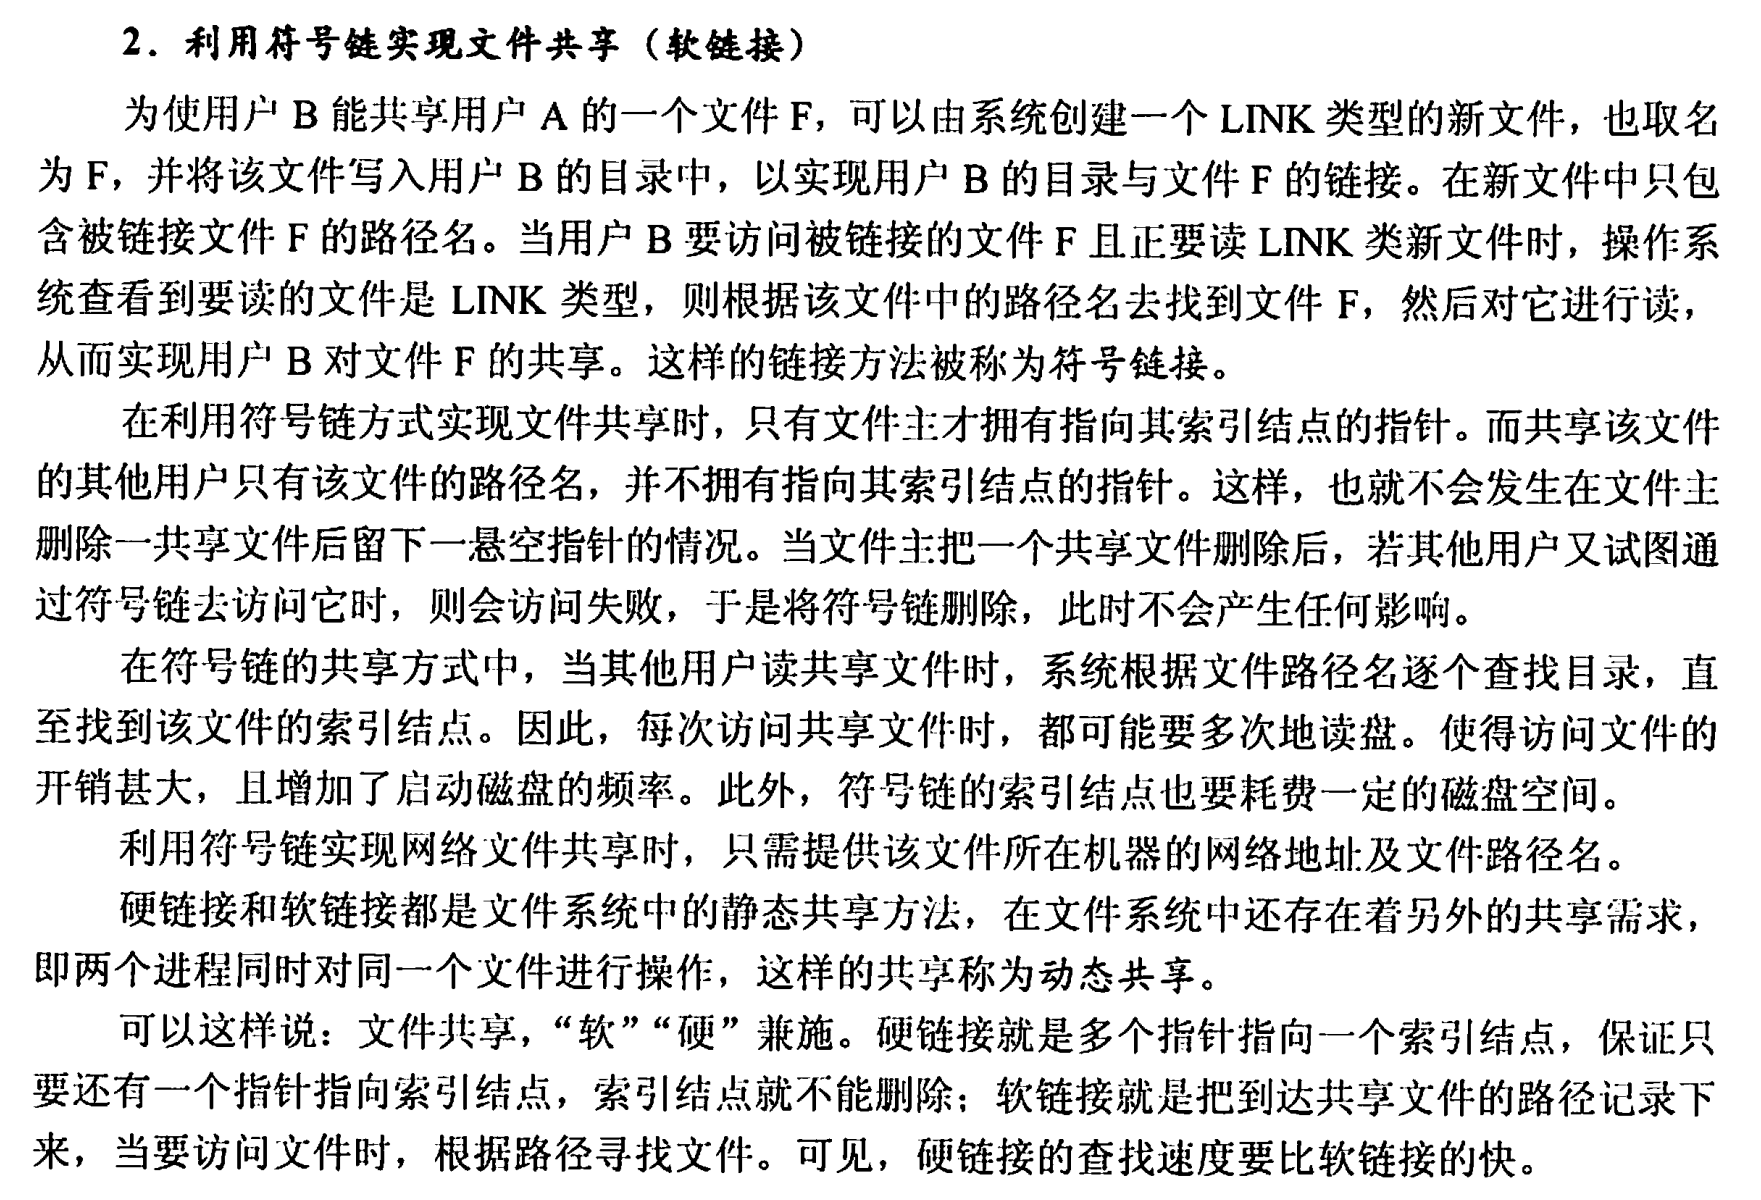 2．利用符号链实现文件共享（软链接）
为使用户 B 能共享用户 A 的一个文件 F，可以由系统创建一个 LINK 类型的新文件，也取名
为 F，并将该文件写入用户 B 的目录中，以实现用户 B 的目录与文件 F 的链接。在新文件中只包
含被链接文件 F 的路径名。当用户 B 要访问被链接的文件 F 且正要读 LINK 类新文件时，操作系
统查看到要读的文件是 LINK 类型，则根据该文件中的路径名去找到文件 F，然后对它进行读，
从而实现用户 B 对文件 F 的共享。这样的链接方法被称为符号链接。
在利用符号链方式实现文件共享时，只有文件主才拥有指向其索引结点的指针。而共享该文件
的其他用户只有该文件的路径名，并不拥有指向其索引结点的指针。这样，也就不会发生在文件主
删除一共享文件后留下一悬空指针的情况。当文件主把一个共享文件删除后，若其他用户又试图通
过符号链去访问它时，则会访问失败，于是将符号链删除，此时不会产生任何影响。
在符号链的共享方式中，当其他用户读共享文件时，系统根据文件路径名逐个查找目录，直
至找到该文件的索引结点。因此，每次访问共享文件时，都可能要多次地读盘。使得访问文件的
开销甚大，且增加了启动磁盘的频率。此外，符号链的索引结点也要耗费一定的磁盘空间。
利用符号链实现网络文件共享时，只需提供该文件所在机器的网络地址及文件路径名。
硬链接和软链接都是文件系统中的静态共享方法，在文件系统中还存在着另外的共享需求，
即两个进程同时对同一个文件进行操作，这样的共享称为动态共享。
可以这样说：文件共享，“软”“硬”兼施。硬链接就是多个指针指向一个索引结点，保证只
要还有一个指针指向索引结点，索引结点就不能删除；软链接就是把到达共享文件的路径记录下
来，当要访问文件时，根据路径寻找文件。可见，硬链接的查找速度要比软链接的快。